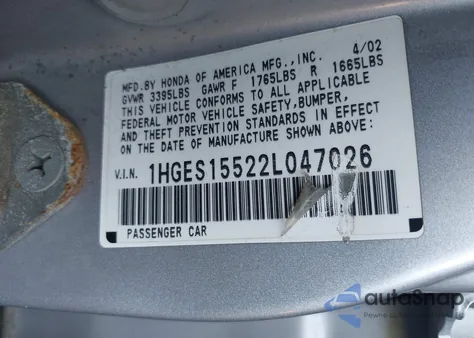 MFD.BY HONDA OF AMERICA MFG.,INC. 4/02
GVWR 3395LBS GAWR F 1765LBS R 1665LBS
THIS VEHICLE CONFORMS TO ALL APPLICABLE
FEDERAL MOTOR VEHICLE SAFETY,BUMPER,
AND THEFT PREVENTION STANDARDS IN EFFECT
ON THE DATE OF MANUFACTURE SHOWN ABOVE.
V.I.N. 1HGES15522L047026
PASSENGER CAR
autoSnap